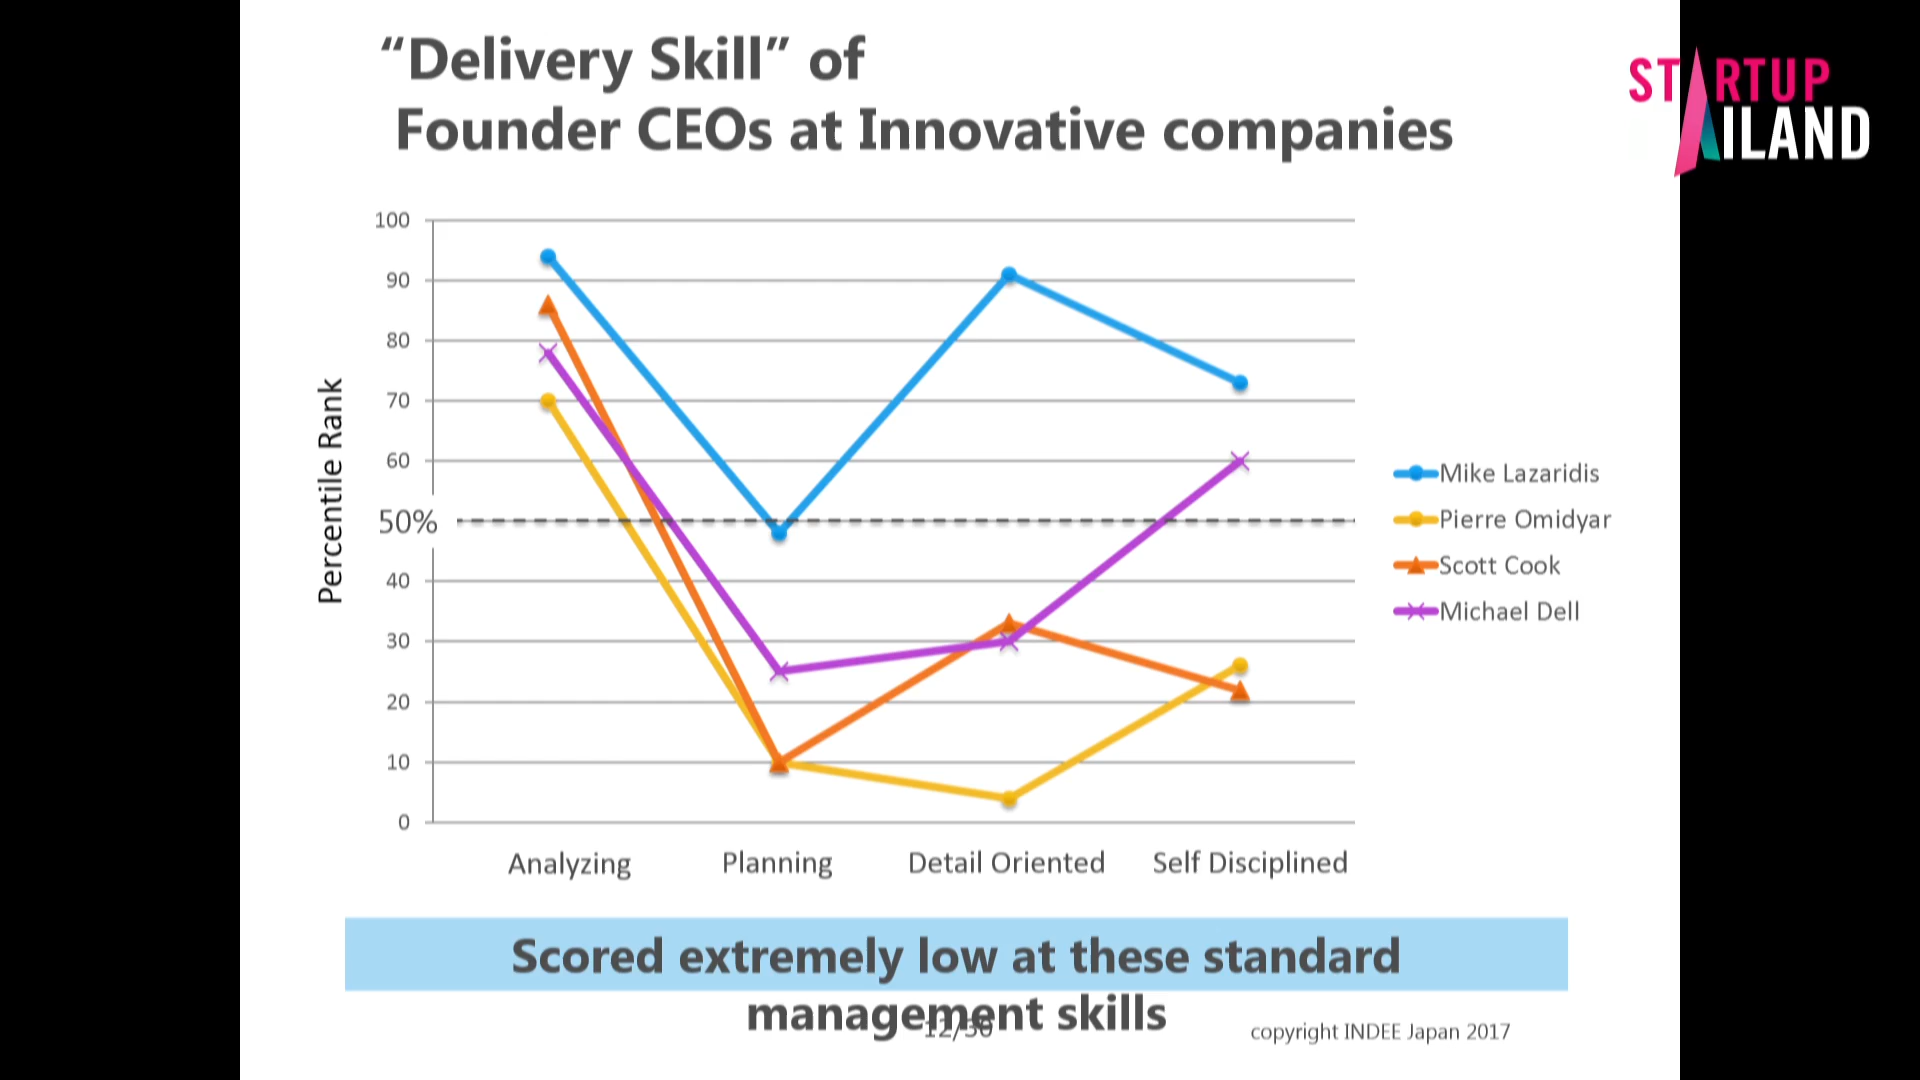 “Delivery Skill” of
Founder CEOs at Innovative companies
STARTUP
AILAND
Percentile Rank
100
90
80
70
60
50%
40
30
20
10
0
Analyzing Planning Detail Oriented Self Disciplined
Mike Lazaridis
Pierre Omidyar
Scott Cook
Michael Dell
Scored extremely low at these standard
management skills
12/30
copyright INDEE Japan 2017